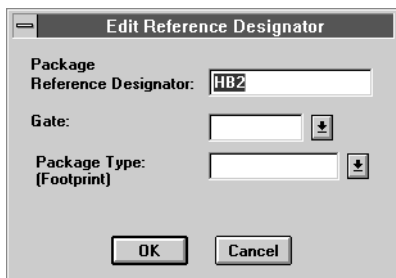 Edit Reference Designator
Package
Reference Designator: HB2
Gate:
Package Type:
(Footprint)
OK Cancel